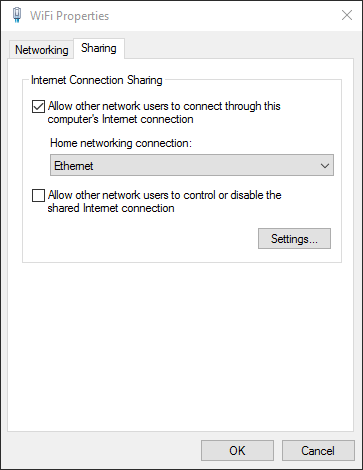 WiFi Properties
Networking
Sharing
Internet Connection Sharing
Allow other network users to connect through this
computer's Internet connection
Home networking connection:
Ethernet
Allow other network users to control or disable the
shared Internet connection
Settings...
OK
Cancel